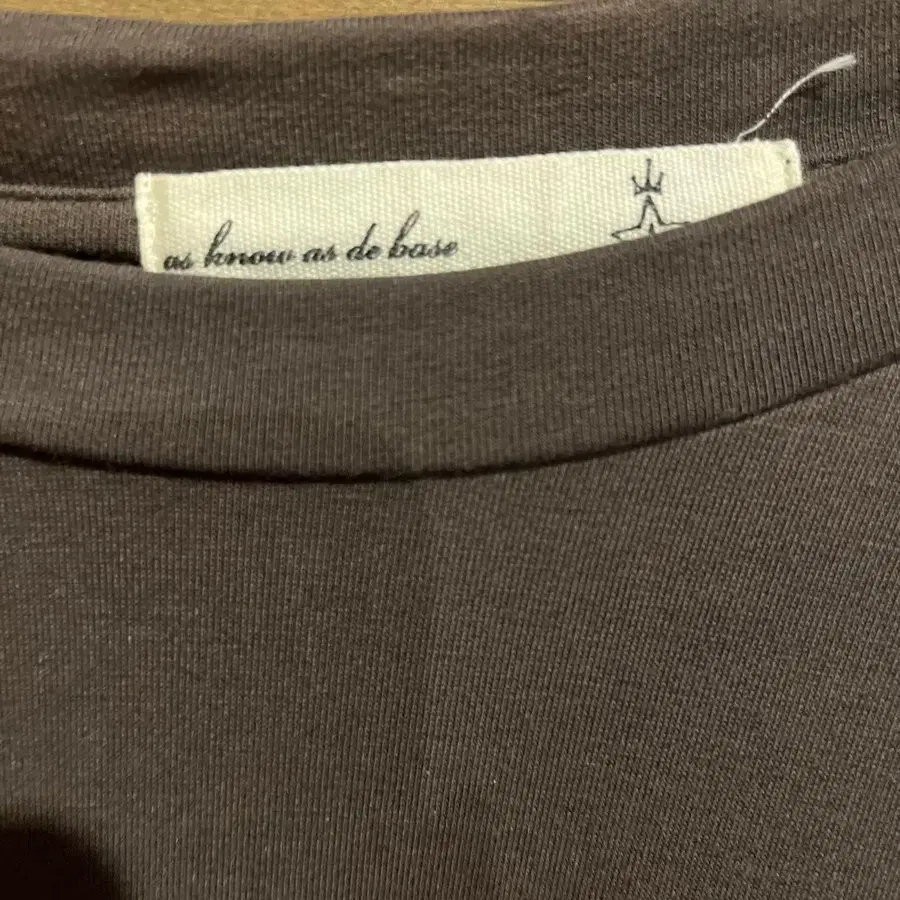 as know as de base